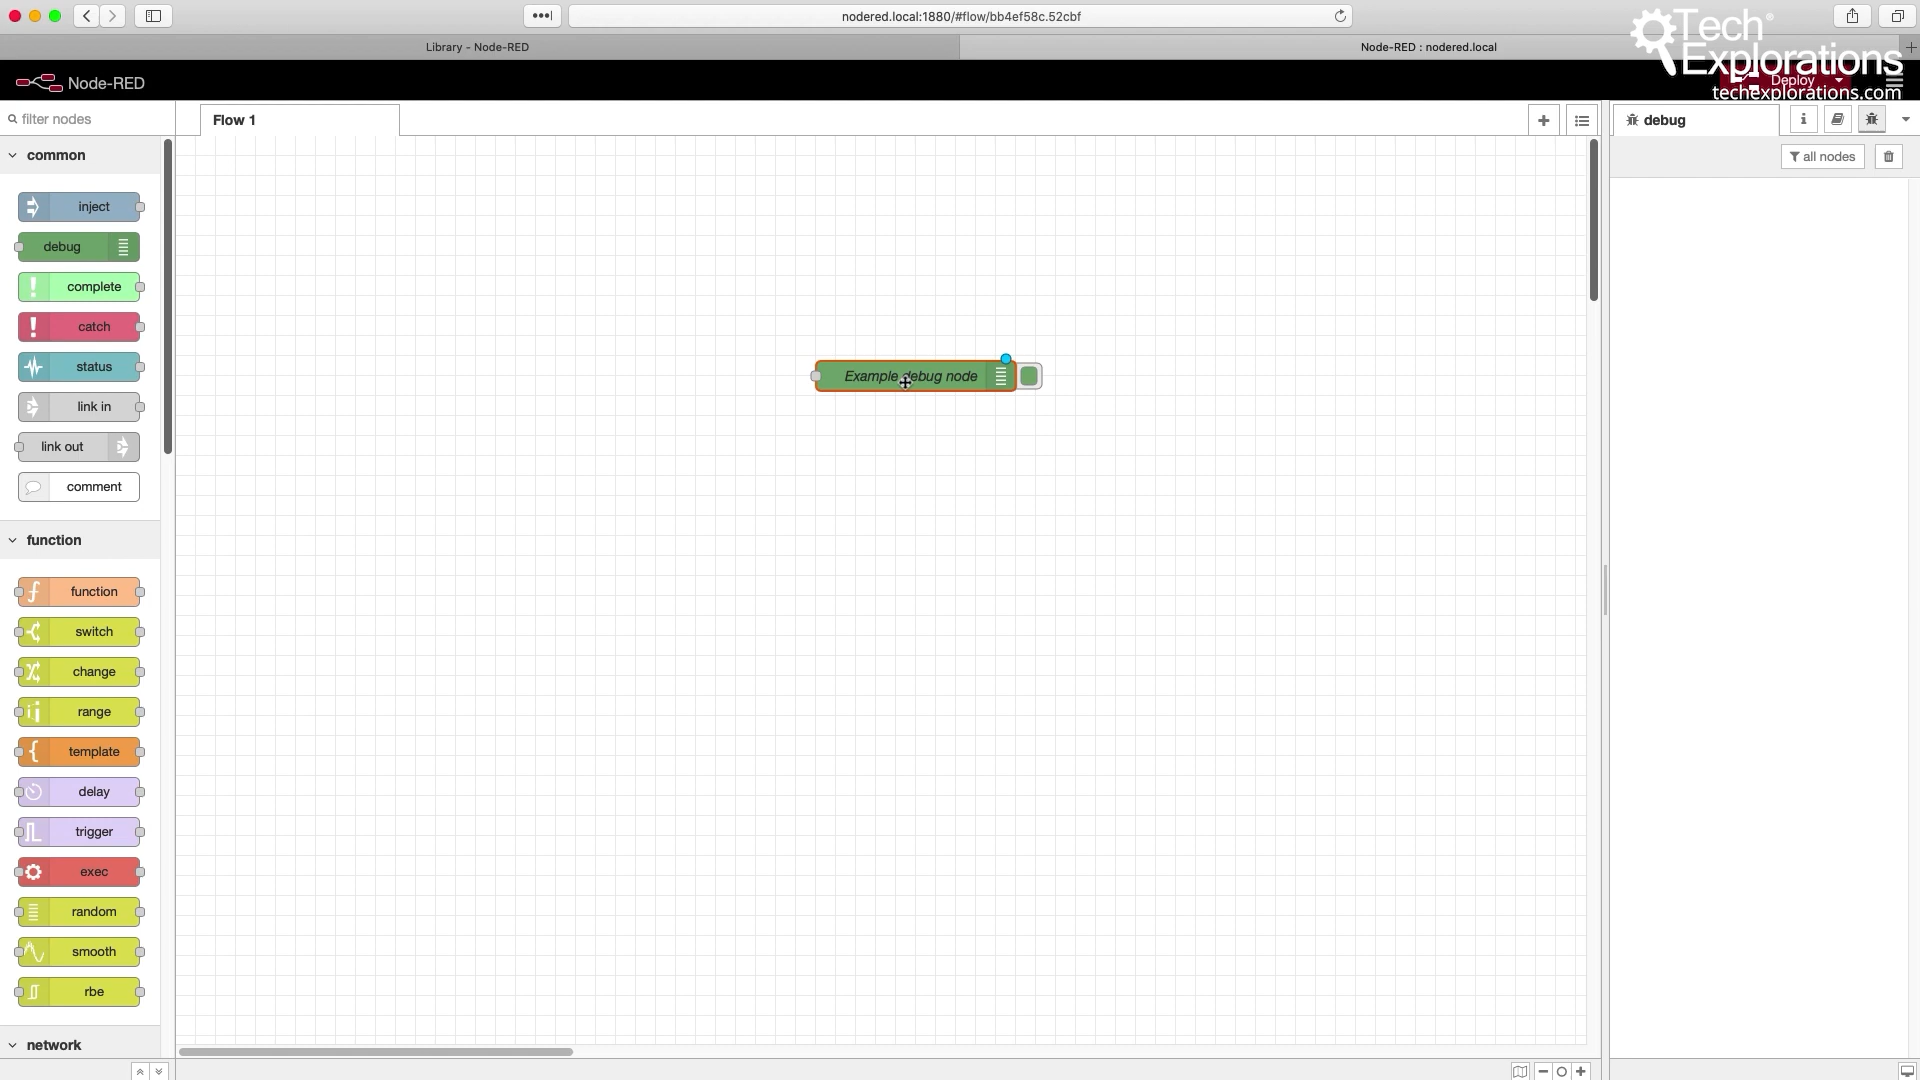 nodered.local:1880/#flow/bb4ef58c.52cbf
Library - Node-RED
Node-RED : nodered.local
Tech
Explorations
techexplorations.com
Node-RED
Deploy
filter nodes
Flow 1
debug
all nodes
common
inject
debug
complete
catch
status
link in
link out
comment
Example debug node
function
function
switch
change
range
template
delay
trigger
exec
random
smooth
rbe
network